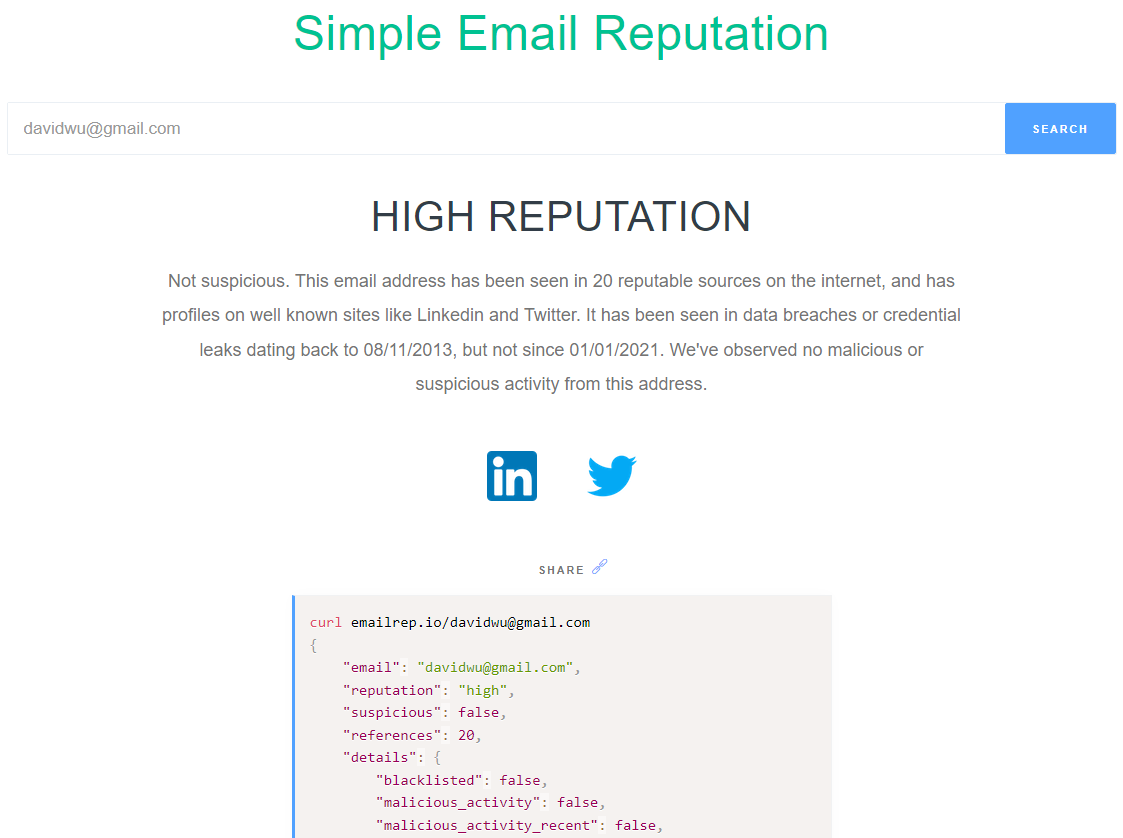 Simple Email Reputation
davidwu@gmail.com
SEARCH
HIGH REPUTATION
Not suspicious. This email address has been seen in 20 reputable sources on the internet, and has
profiles on well known sites like Linkedin and Twitter. It has been seen in data breaches or credential
leaks dating back to 08/11/2013, but not since 01/01/2021. We've observed no malicious or
suspicious activity from this address.
in
SHARE
curl emailrep.io/davidwu@gmail.com
{
    "email": "davidwu@gmail.com",
    "reputation": "high",
    "suspicious": false,
    "references": 20,
    "details": {
        "blacklisted": false,
        "malicious_activity": false,
        "malicious_activity_recent": false,